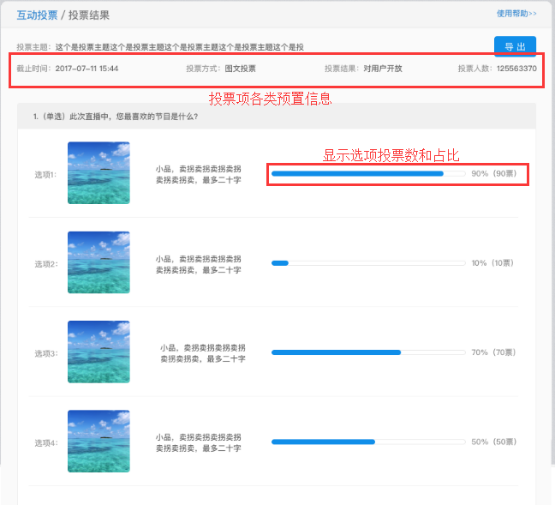 互动投票 / 投票结果
使用帮助>>
投票主题: 这个是投票主题这个是投票主题这个是投票主题这个是投票主题这个是投
导 出
截止时间: 2017-07-11 15:44 投票方式: 图文投票 投票结果: 对用户开放 投票人数: 125563370
投票项各类预置信息
1.（单选）此次直播中，您最喜欢的节目是什么?
显示选项投票数和占比
选项1:
小品，卖拐卖拐卖拐卖拐
卖拐卖拐卖，最多二十字
90%（90票）
选项2:
小品，卖拐卖拐卖拐卖拐
卖拐卖拐卖，最多二十字
10%（10票）
选项3:
小品，卖拐卖拐卖拐卖拐
卖拐卖拐卖，最多二十字
70%（70票）
选项4:
小品，卖拐卖拐卖拐卖拐
卖拐卖拐卖，最多二十字
50%（50票）